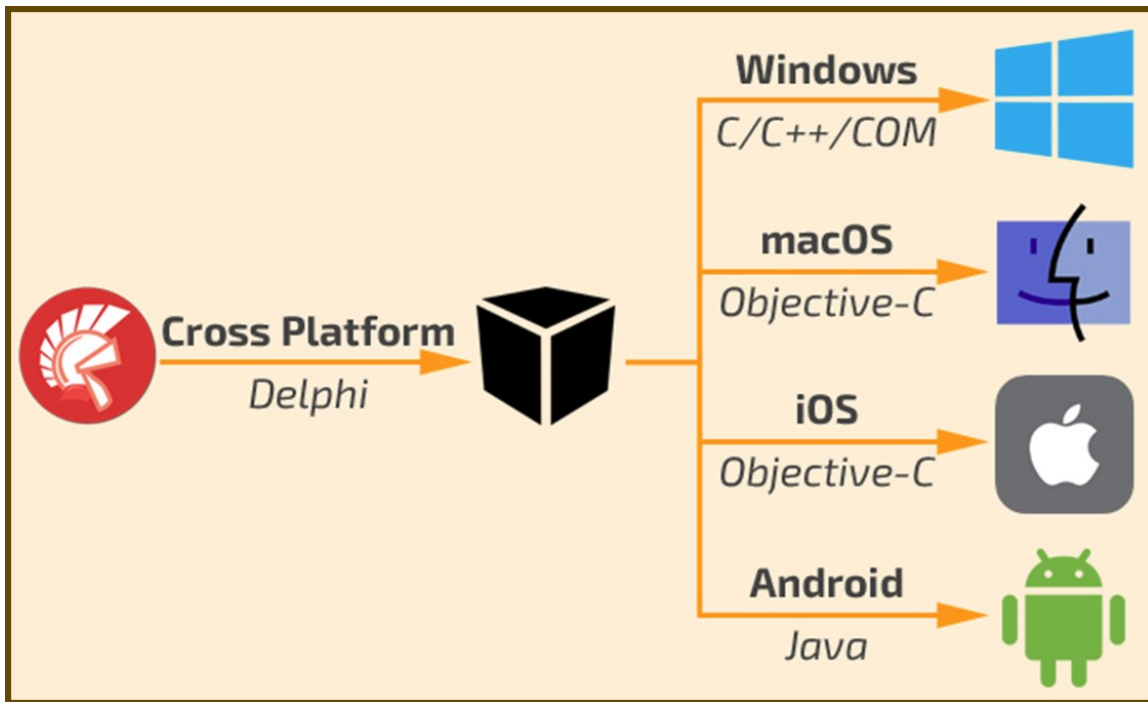 Cross Platform
Delphi
Windows
C/C++/COM
macOS
Objective-C
iOS
Objective-C
Android
Java